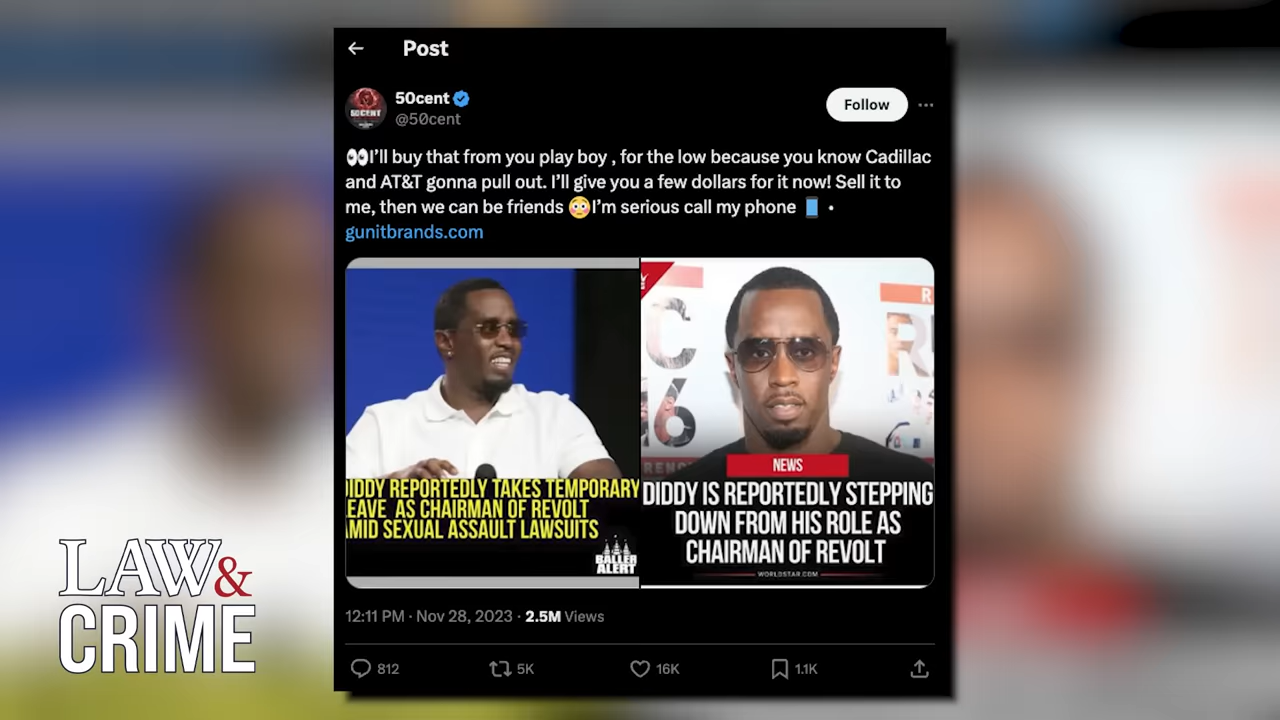 Post
50cent
@50cent
Follow
👀I'll buy that from you play boy , for the low because you know Cadillac
and AT&T gonna pull out. I'll give you a few dollars for it now! Sell it to
me, then we can be friends 😳I'm serious call my phone 📱 •
gunitbrands.com
IDDY REPORTEDLY TAKES TEMPORARY
EAVE AS CHAIRMAN OF REVOLT
MID SEXUAL ASSAULT LAWSUITS
BALLER
ALERT
C
16
R
RE
NEWS
DIDDY IS REPORTEDLY STEPPING
DOWN FROM HIS ROLE AS
CHAIRMAN OF REVOLT
WORLDSTAR.COM
12:11 PM · Nov 28, 2023 · 2.5M Views
812 5K 16K 1.1K
LAW&
CRIME